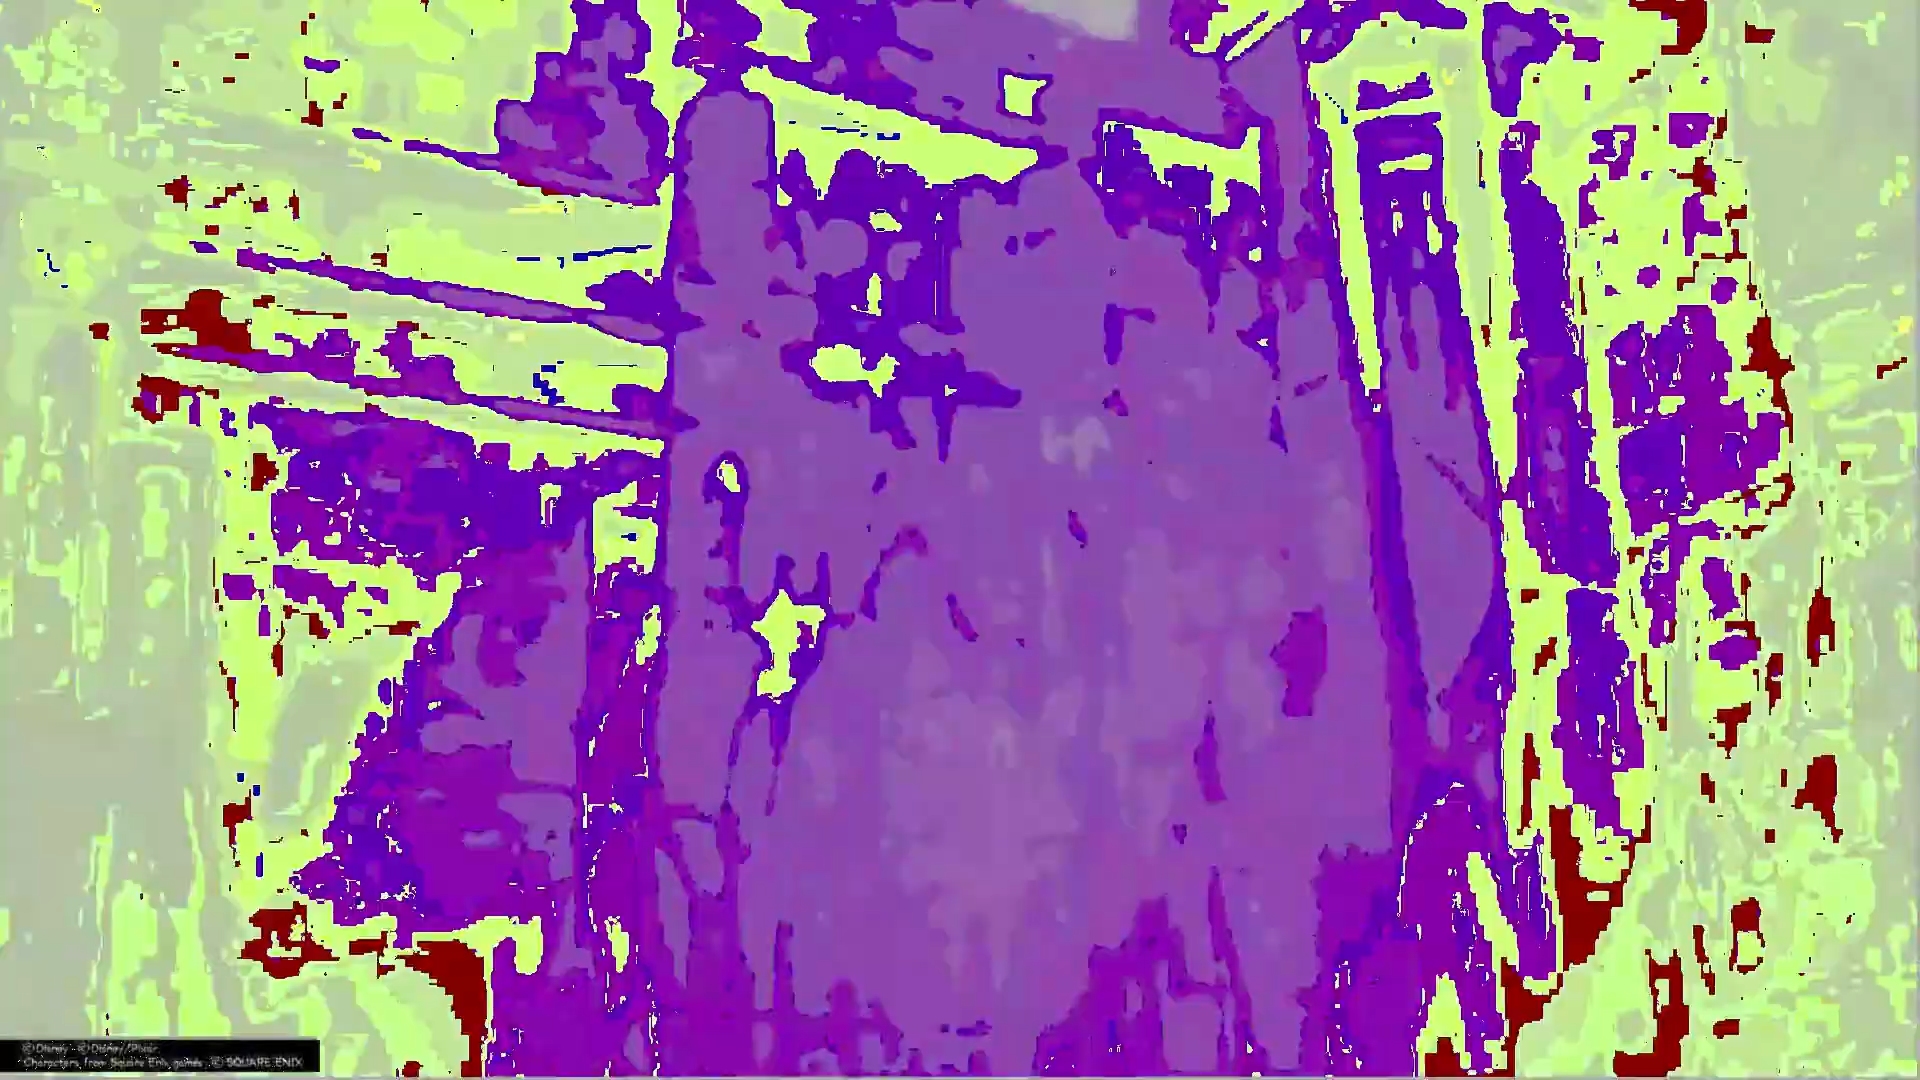 © Disney. © Disney/Pixar.
Characters from Square Enix games : © SQUARE ENIX